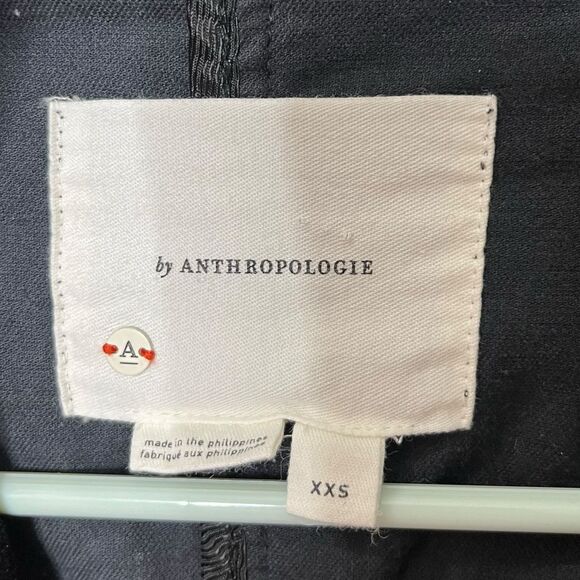 by ANTHROPOLOGIE
A
made in the philippines
fabriqué aux philippines
XXS